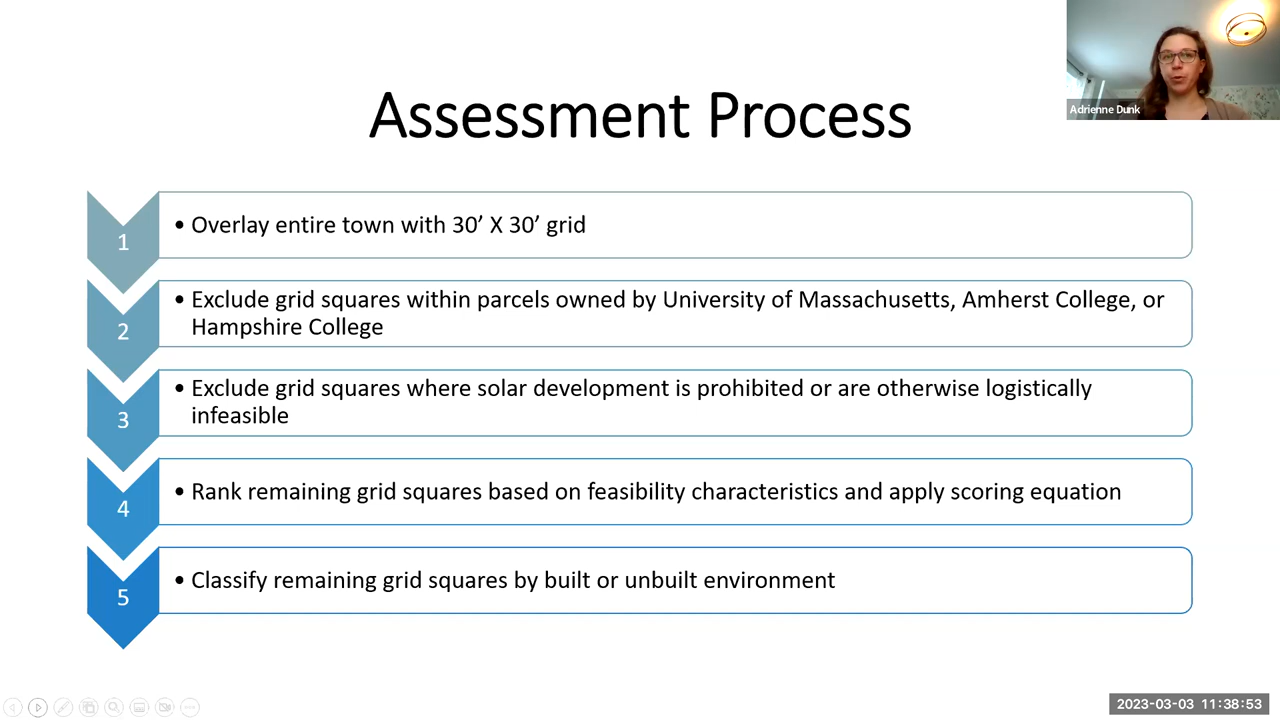 Adrienne Dunk
Assessment Process
1
• Overlay entire town with 30’ X 30’ grid
2
• Exclude grid squares within parcels owned by University of Massachusetts, Amherst College, or
Hampshire College
3
• Exclude grid squares where solar development is prohibited or are otherwise logistically
infeasible
4
• Rank remaining grid squares based on feasibility characteristics and apply scoring equation
5
• Classify remaining grid squares by built or unbuilt environment
2023-03-03 11:38:53